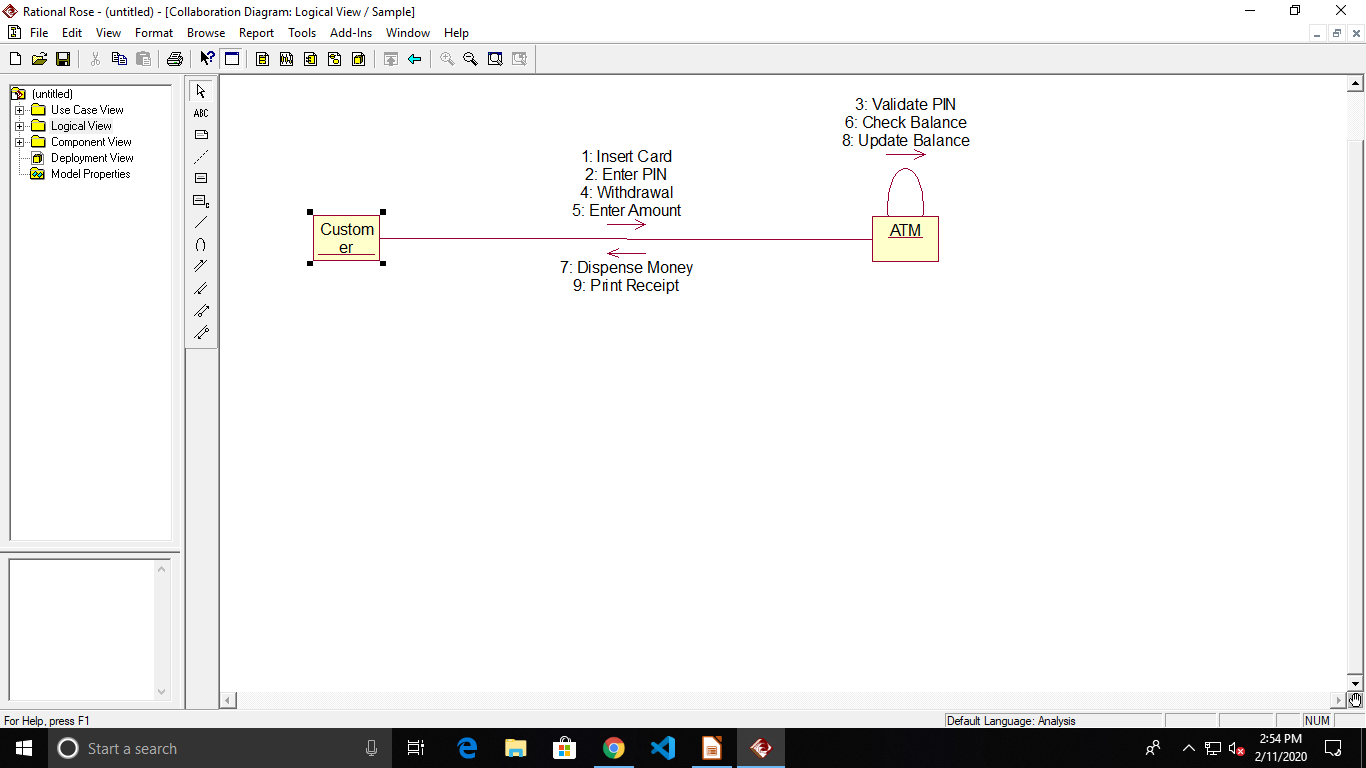 Rational Rose - (untitled) - [Collaboration Diagram: Logical View / Sample]
File Edit View Format Browse Report Tools Add-Ins Window Help
(untitled)
Use Case View
Logical View
Component View
Deployment View
Model Properties
ABC
3: Validate PIN
6: Check Balance
8: Update Balance
1: Insert Card
2: Enter PIN
4: Withdrawal
5: Enter Amount
Custom
er
ATM
7: Dispense Money
9: Print Receipt
For Help, press F1
Default Language: Analysis
NUM
Start a search
2:54 PM
2/11/2020